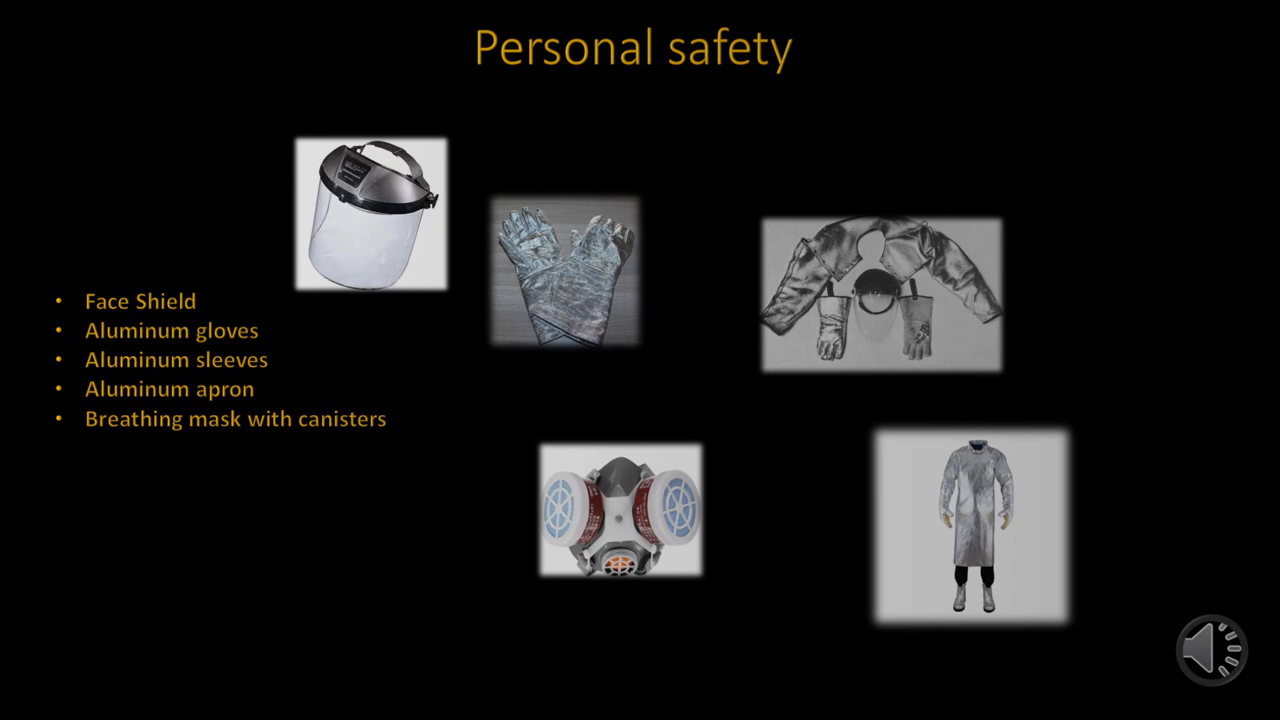 Personal safety
• Face Shield
• Aluminum gloves
• Aluminum sleeves
• Aluminum apron
• Breathing mask with canisters